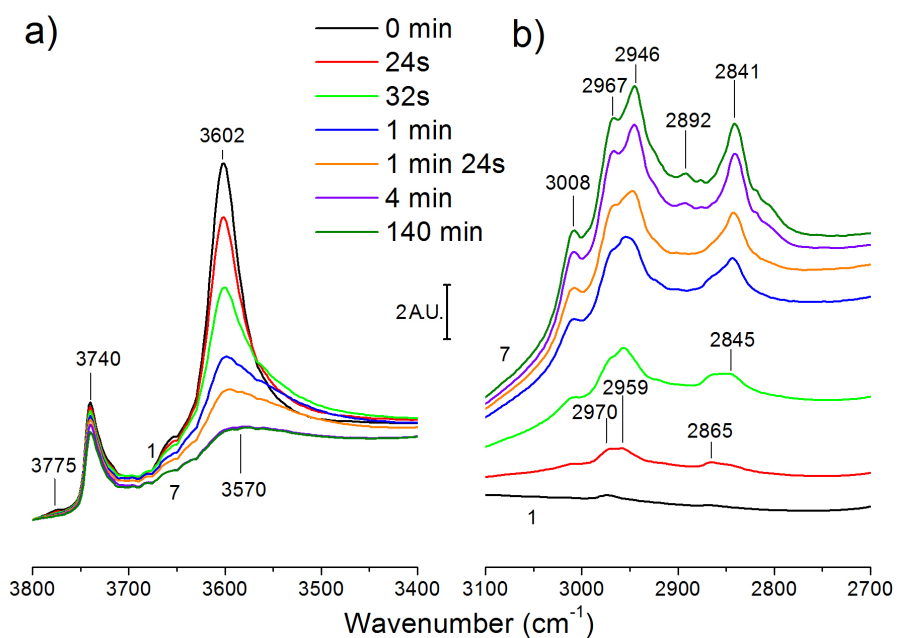 a)
0 min
24s
32s
1 min
1 min 24s
4 min
140 min
3602
3740
3775
1
7
3570
2A.U.
3800
3700
3600
3500
3400
b)
2946
2967
2892
2841
3008
7
2845
2959
2970
2865
1
3100
3000
2900
2800
2700
Wavenumber (cm⁻¹)